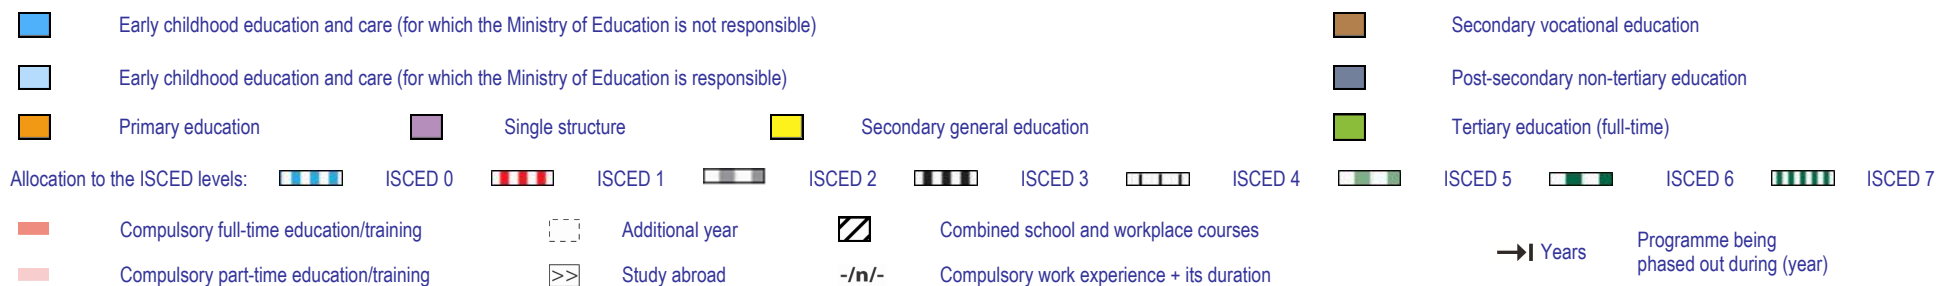 Early childhood education and care (for which the Ministry of Education is not responsible) Secondary vocational education
Early childhood education and care (for which the Ministry of Education is responsible) Post-secondary non-tertiary education
Primary education Single structure Secondary general education Tertiary education (full-time)
Allocation to the ISCED levels: ISCED 0 ISCED 1 ISCED 2 ISCED 3 ISCED 4 ISCED 5 ISCED 6 ISCED 7
Compulsory full-time education/training Additional year Combined school and workplace courses
Years Programme being
phased out during (year)
Compulsory part-time education/training >> Study abroad -/n/- Compulsory work experience + its duration